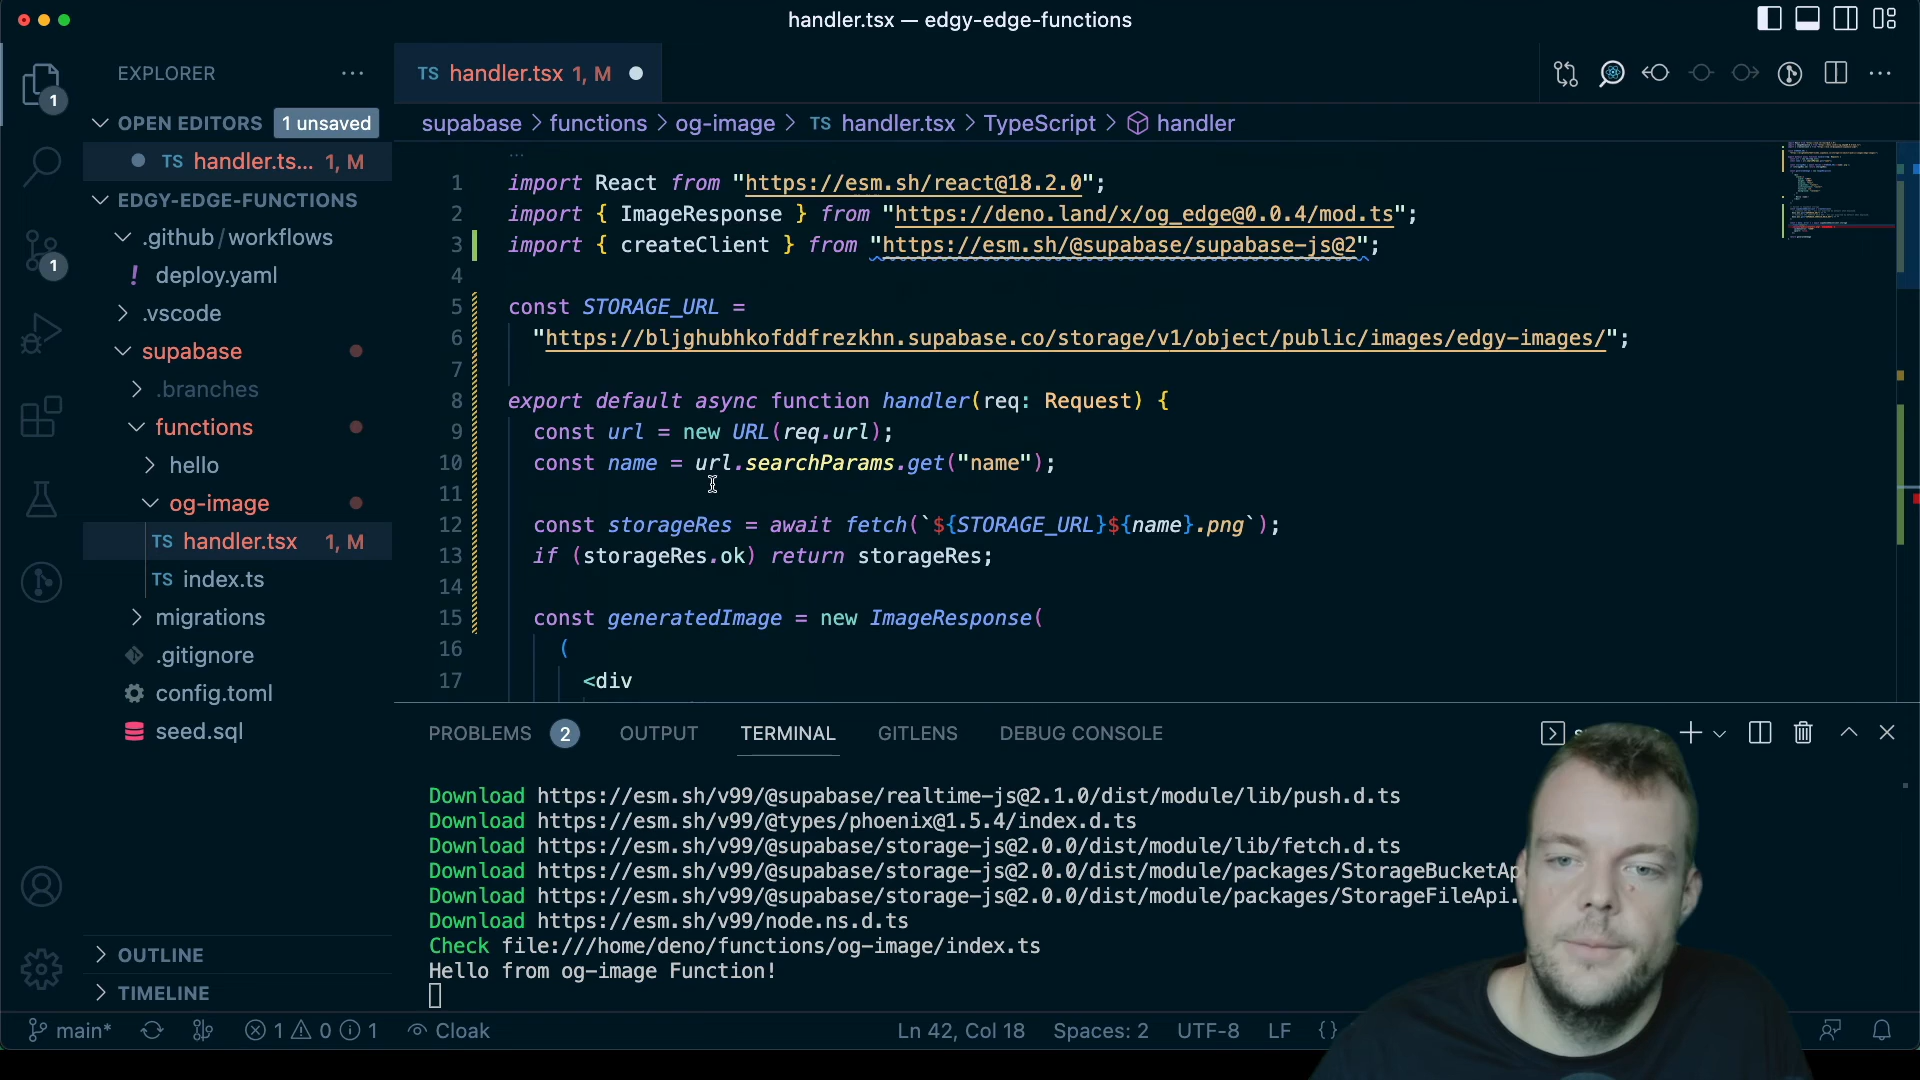 handler.tsx — edgy-edge-functions
EXPLORER
TS handler.tsx 1, M
OPEN EDITORS 1 unsaved
supabase > functions > og-image > TS handler.tsx > TypeScript > handler
TS handler.ts... 1, M
EDGY-EDGE-FUNCTIONS
.github/workflows
! deploy.yaml
.vscode
supabase
.branches
functions
hello
og-image
TS handler.tsx 1, M
TS index.ts
migrations
.gitignore
config.toml
seed.sql
OUTLINE
TIMELINE
1
1
1 import React from "https://esm.sh/react@18.2.0";
2 import { ImageResponse } from "https://deno.land/x/og_edge@0.0.4/mod.ts";
3 import { createClient } from "https://esm.sh/@supabase/supabase-js@2";
4
5 const STORAGE_URL =
6 "https://bljghubhkofddfrezkhn.supabase.co/storage/v1/object/public/images/edgy-images/";
7
8 export default async function handler(req: Request) {
9 const url = new URL(req.url);
10 const name = url.searchParams.get("name");
11
12 const storageRes = await fetch(`${STORAGE_URL}${name}.png`);
13 if (storageRes.ok) return storageRes;
14
15 const generatedImage = new ImageResponse(
16 (
17 <div
PROBLEMS 2 OUTPUT TERMINAL GITLENS DEBUG CONSOLE
Download https://esm.sh/v99/@supabase/realtime-js@2.1.0/dist/module/lib/push.d.ts
Download https://esm.sh/v99/@types/phoenix@1.5.4/index.d.ts
Download https://esm.sh/v99/@supabase/storage-js@2.0.0/dist/module/lib/fetch.d.ts
Download https://esm.sh/v99/@supabase/storage-js@2.0.0/dist/module/packages/StorageBucketAp
Download https://esm.sh/v99/@supabase/storage-js@2.0.0/dist/module/packages/StorageFileApi.
Download https://esm.sh/v99/node.ns.d.ts
Check file:///home/deno/functions/og-image/index.ts
Hello from og-image Function!
main* 1 0 1 Cloak Ln 42, Col 18 Spaces: 2 UTF-8 LF {}